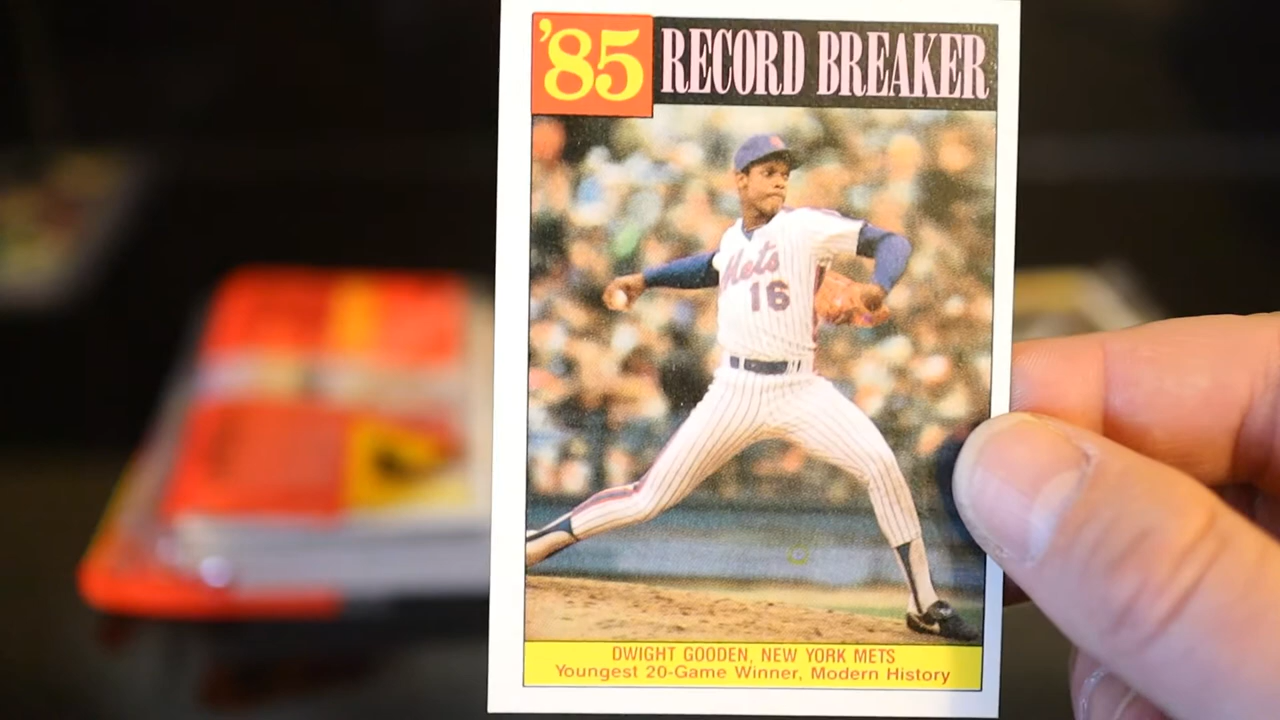 '85 RECORD BREAKER
Mets
16
DWIGHT GOODEN, NEW YORK METS
Youngest 20-Game Winner, Modern History